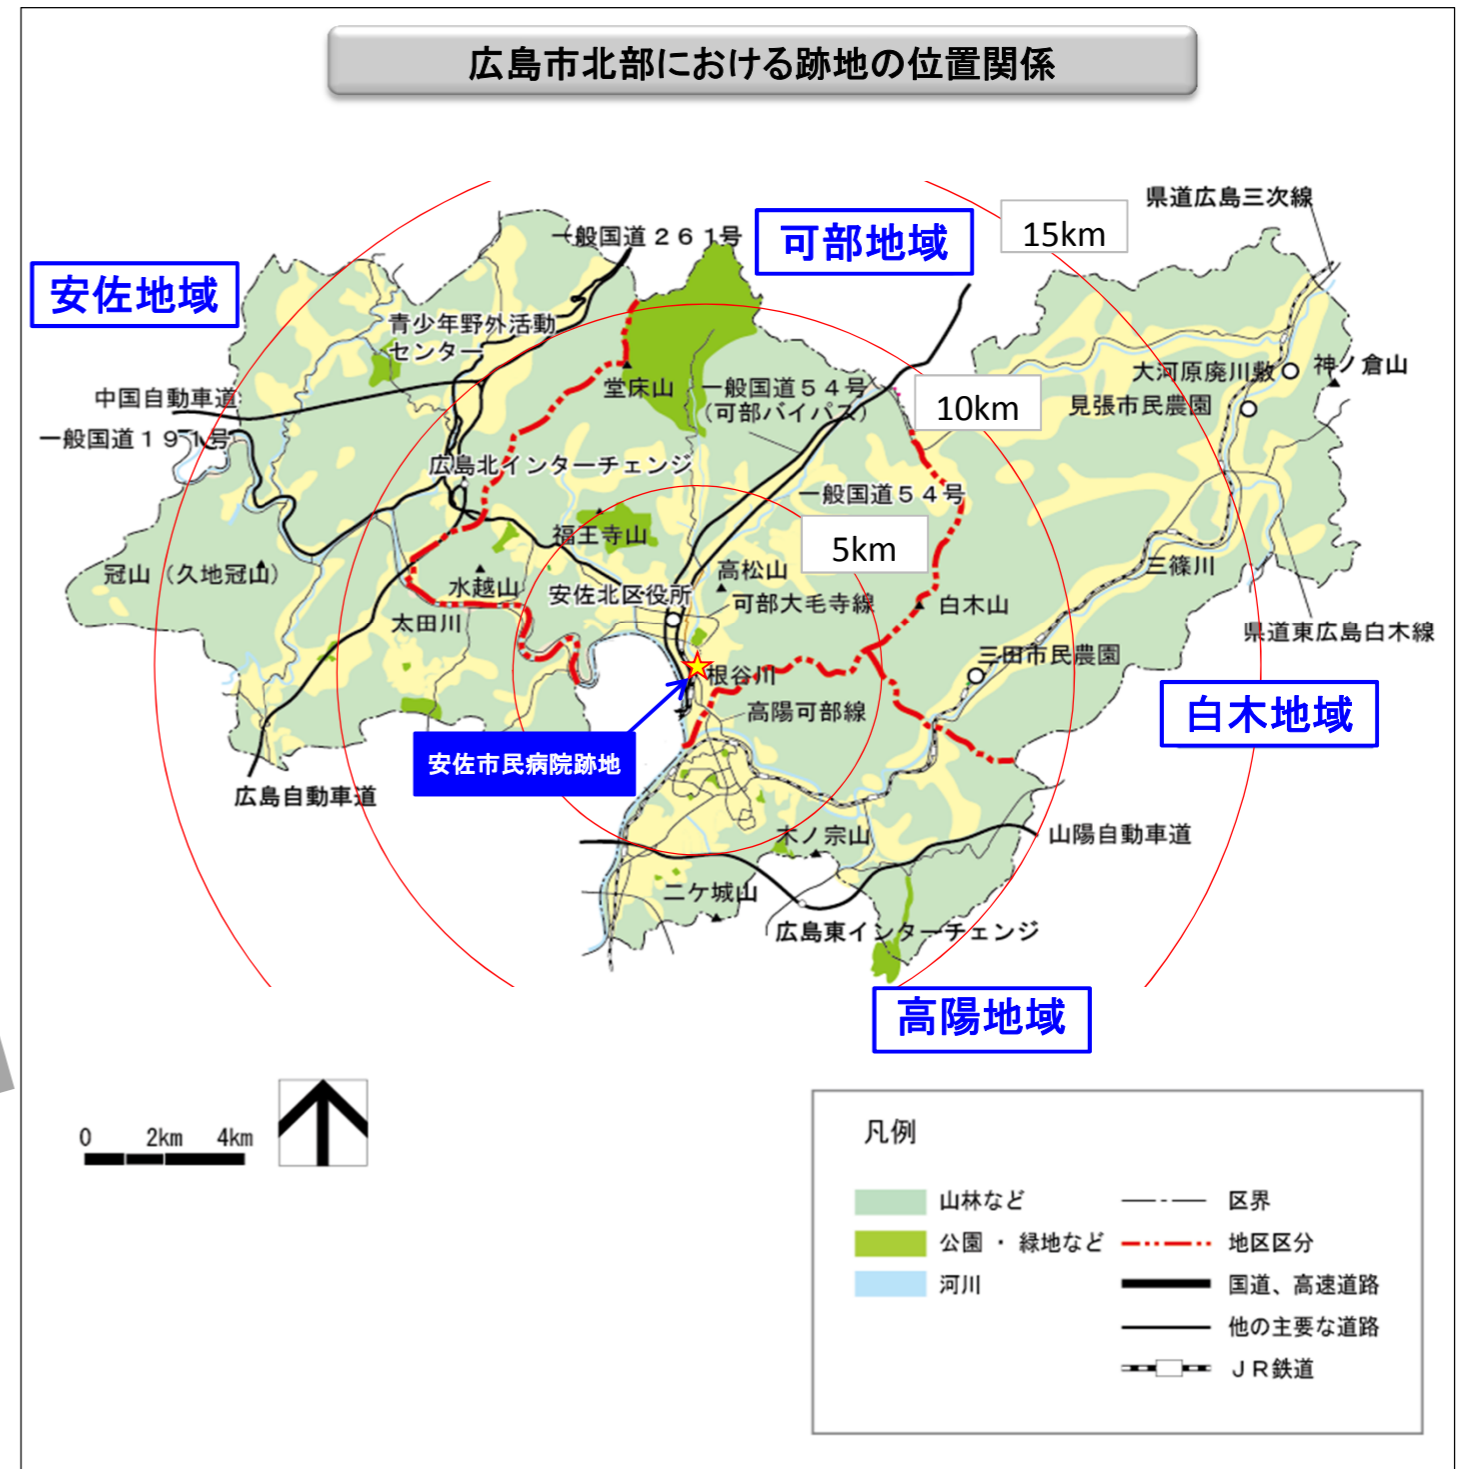 広島市北部における跡地の位置関係
県道広島三次線
15km
可部地域
一般国道２６１号
安佐地域
青少年野外活動
センター
堂床山
一般国道５４号
（可部バイパス）
大河原廃川敷
神ノ倉山
中国自動車道
10km
見張市民農園
一般国道１９１号
広島北インターチェンジ
一般国道５４号
福王寺山
5km
冠山（久地冠山）
水越山
安佐北区役所
高松山
三篠川
可部大毛寺線
白木山
太田川
県道東広島白木線
三田市民農園
根谷川
高陽可部線
白木地域
安佐市民病院跡地
広島自動車道
木ノ宗山
山陽自動車道
二ケ城山
広島東インターチェンジ
高陽地域
0 2km 4km
凡例
山林など
区界
公園 ・ 緑地など
地区区分
河川
国道、高速道路
他の主要な道路
ＪＲ鉄道